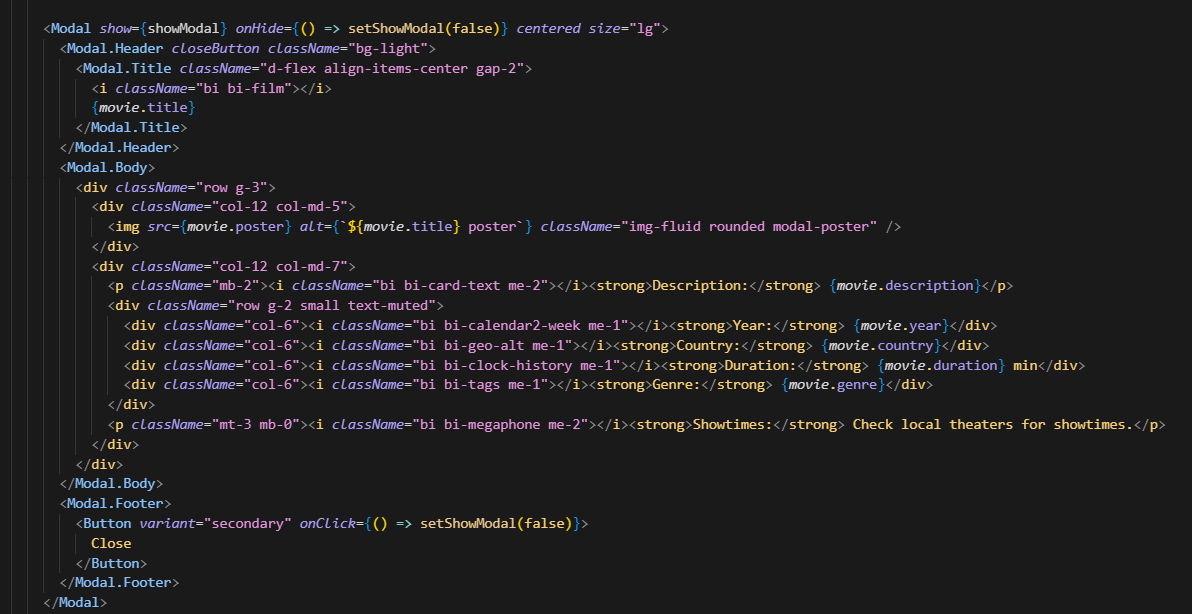 <Modal show={showModal} onHide={() => setShowModal(false)} centered size="lg">
<Modal.Header closeButton className="bg-light">
<Modal.Title className="d-flex align-items-center gap-2">
<i className="bi bi-film"></i>
{movie.title}
</Modal.Title>
</Modal.Header>
<Modal.Body>
<div className="row g-3">
<div className="col-12 col-md-5">
<img src={movie.poster} alt={`${movie.title} poster`} className="img-fluid rounded modal-poster" />
</div>
<div className="col-12 col-md-7">
<p className="mb-2"><i className="bi bi-card-text me-2"></i><strong>Description:</strong> {movie.description}</p>
<div className="row g-2 small text-muted">
<div className="col-6"><i className="bi bi-calendar2-week me-1"></i><strong>Year:</strong> {movie.year}</div>
<div className="col-6"><i className="bi bi-geo-alt me-1"></i><strong>Country:</strong> {movie.country}</div>
<div className="col-6"><i className="bi bi-clock-history me-1"></i><strong>Duration:</strong> {movie.duration} min</div>
<div className="col-6"><i className="bi bi-tags me-1"></i><strong>Genre:</strong> {movie.genre}</div>
</div>
<p className="mt-3 mb-0"><i className="bi bi-megaphone me-2"></i><strong>Showtimes:</strong> Check local theaters for showtimes.</p>
</div>
</div>
</Modal.Body>
<Modal.Footer>
<Button variant="secondary" onClick={() => setShowModal(false)}>
Close
</Button>
</Modal.Footer>
</Modal>